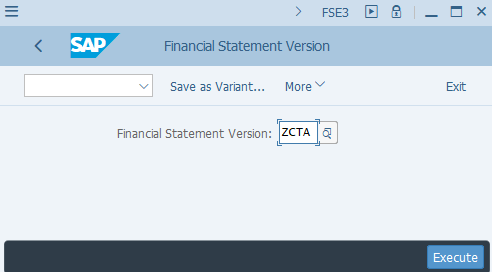 FSE3
SAP Financial Statement Version
Save as Variant... More Exit
Financial Statement Version: ZCTA
Execute